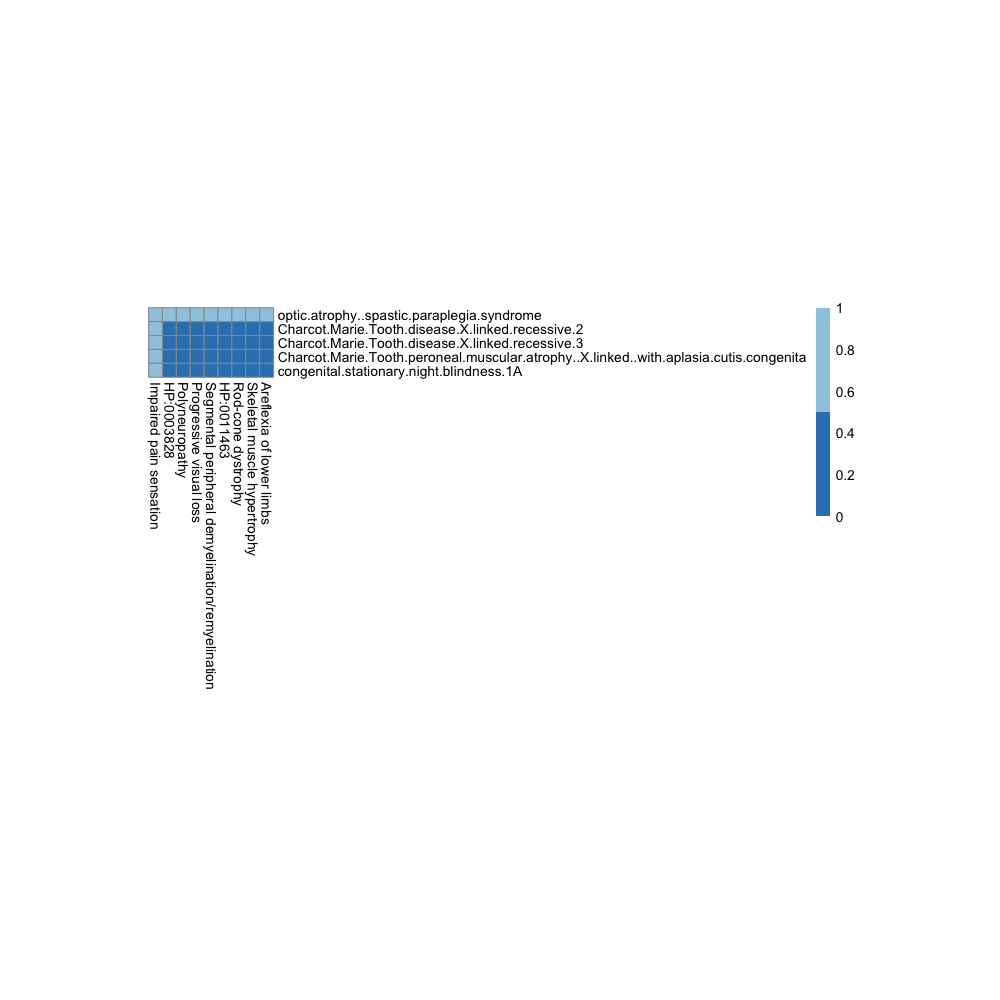 optic.atrophy..spastic.paraplegia.syndrome
Charcot.Marie.Tooth.disease.X.linked.recessive.2
Charcot.Marie.Tooth.disease.X.linked.recessive.3
Charcot.Marie.Tooth.peroneal.muscular.atrophy..X.linked..with.aplasia.cutis.congenita
congenital.stationary.night.blindness.1A
Impaired pain sensation
HP:0003828
Polyneuropathy
Progressive visual loss
Segmental peripheral demyelination/remyelination
HP:0011463
Rod-cone dystrophy
Skeletal muscle hypertrophy
Areflexia of lower limbs
1
0.8
0.6
0.4
0.2
0